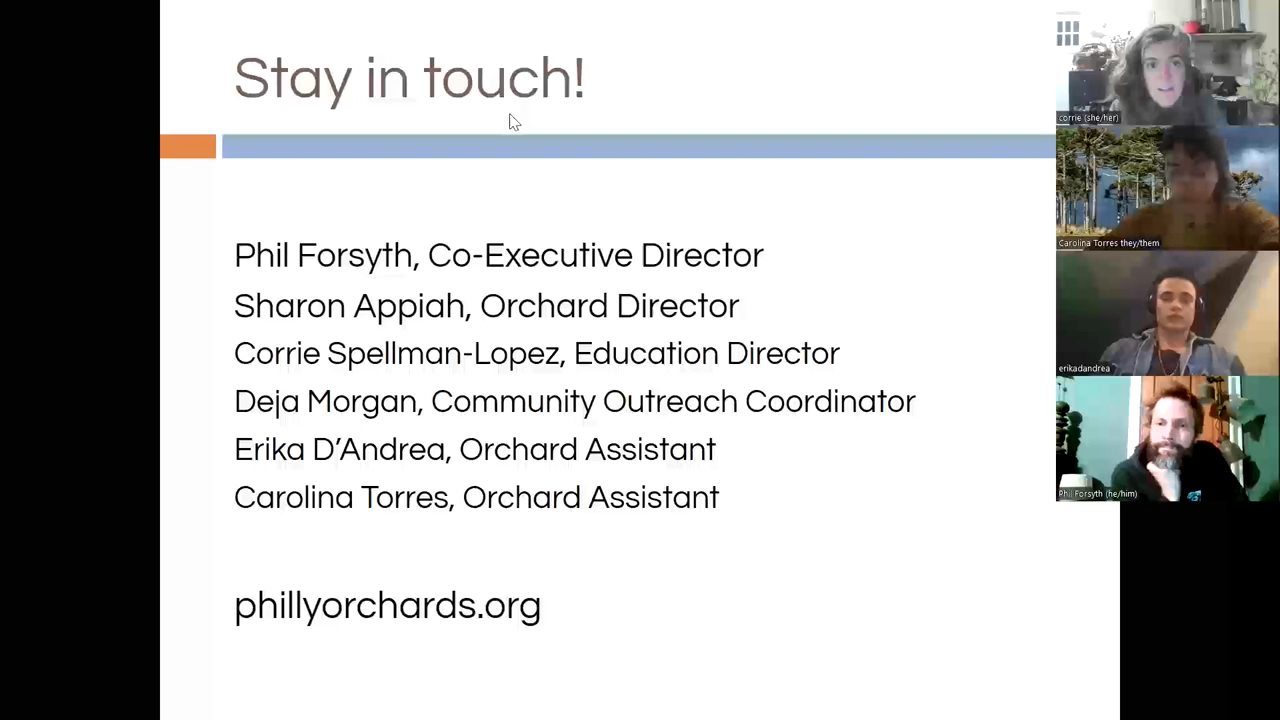 Stay in touch!
Phil Forsyth, Co-Executive Director
Sharon Appiah, Orchard Director
Corrie Spellman-Lopez, Education Director
Deja Morgan, Community Outreach Coordinator
Erika D’Andrea, Orchard Assistant
Carolina Torres, Orchard Assistant
phillyorchards.org
corrie (she/her)
Carolina Torres they/them
erikadandrea
Phil Forsyth (he/him)